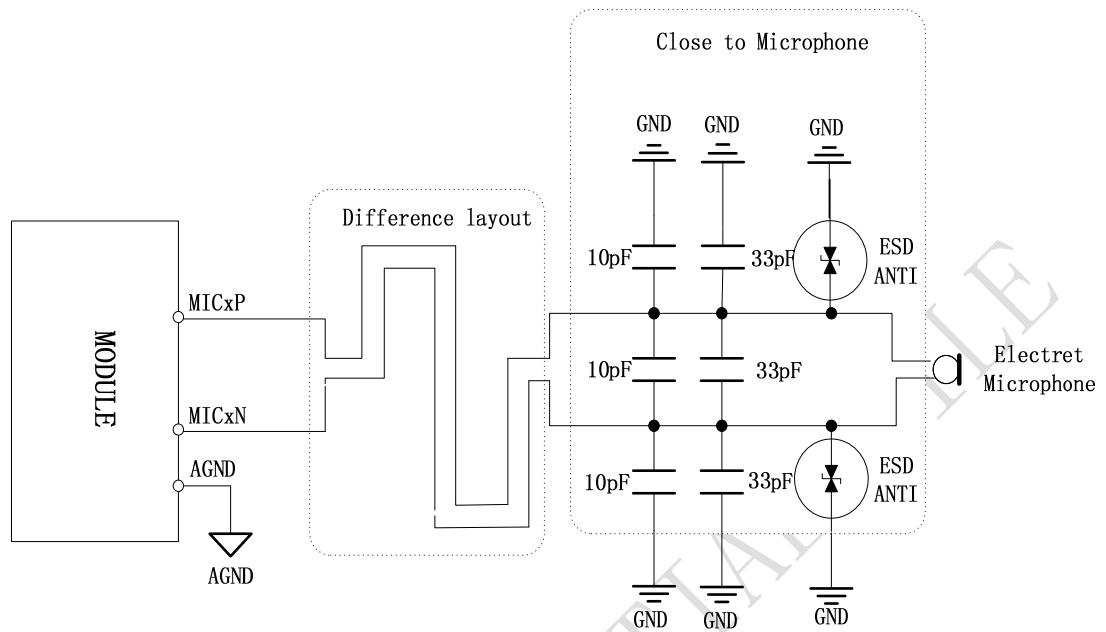 Close to Microphone
GND
GND
GND
Difference layout
10pF
33pF
ESD
ANTI
MICxP
MODULE
10pF
33pF
Electret
Microphone
MICxN
AGND
10pF
33pF
ESD
ANTI
AGND
GND
GND
GND